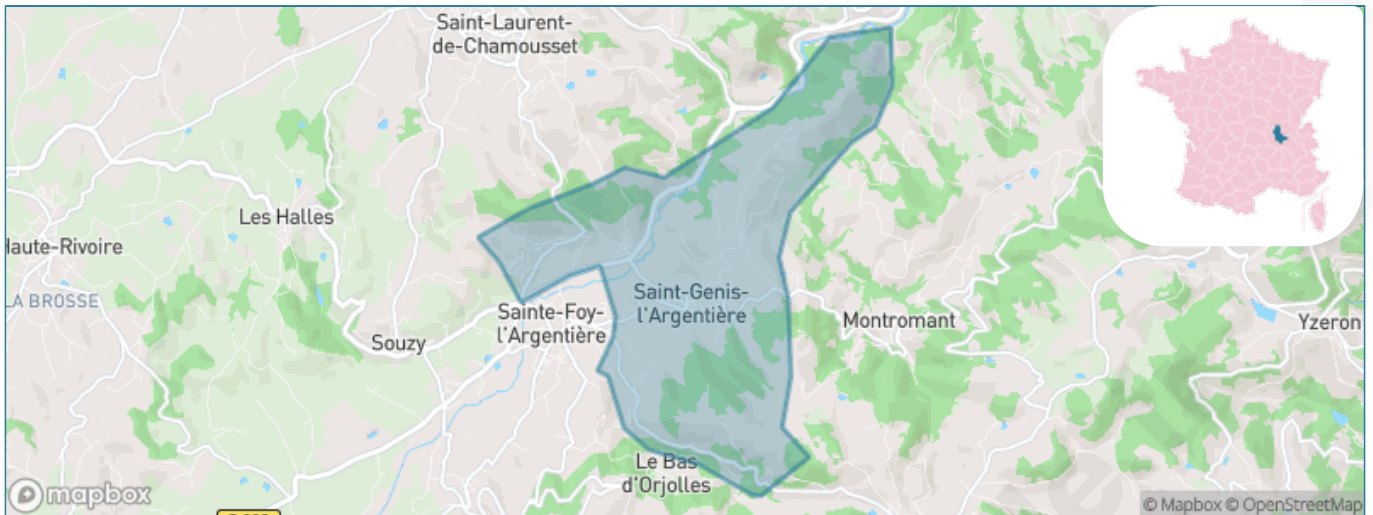 Saint-Laurent-
de-Chamousset
Les Halles
Haute-Rivoire
LA BROSSE
Saint-Genis-
l'Argentière
Sainte-Foy-
l'Argentière
Montromant
Yzeron
Souzy
Le Bas
d'Orjolles
mapbox
© Mapbox © OpenStreetMap